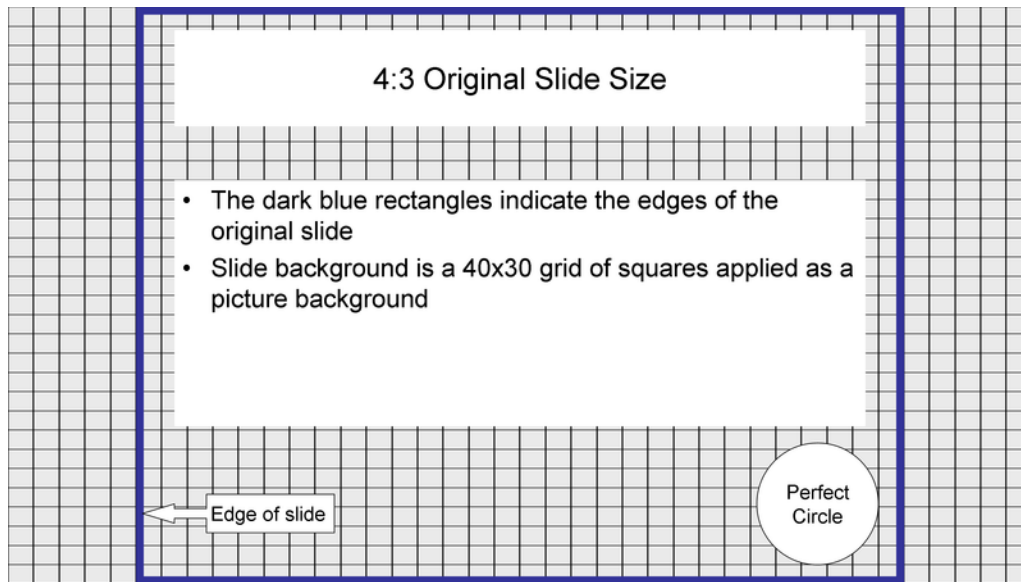 4:3 Original Slide Size
• The dark blue rectangles indicate the edges of the
original slide
• Slide background is a 40x30 grid of squares applied as a
picture background
Edge of slide
Perfect
Circle